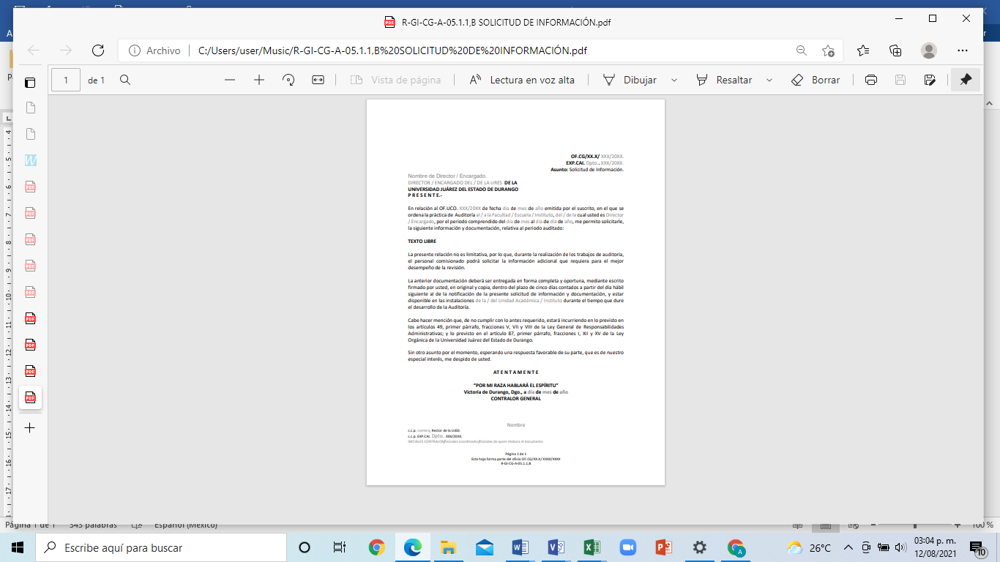 R-GI-CG-A-05.1.1,B SOLICITUD DE INFORMACIÓN.pdf
Archivo
C:/Users/user/Music/R-GI-CG-A-05.1.1,B%20SOLICITUD%20DE%20INFORMACIÓN.pdf
1 de 1
Vista de página
Lectura en voz alta
Dibujar
Resaltar
Borrar
OF.CG/XX.X/ XXX/20XX.
EXP.CAI. Dpto.. XXX/20XX.
Asunto: Solicitud de Información.
Nombre de Director / Encargado.
DIRECTOR / ENCARGADO DEL / DE LA URES DE LA
UNIVERSIDAD JUÁREZ DEL ESTADO DE DURANGO
P R E S E N T E.-
En relación al OF.UCO. XXX/20XX de fecha día de mes de año emitida por el suscrito, en el que se
ordena la práctica de Auditoría al / a la Facultad / Escuela / Instituto, del / de la cual usted es Director
/ Encargado, por el periodo comprendido del día de mes al día de día de año, me permito solicitarle,
la siguiente información y documentación, relativa al periodo auditado:
TEXTO LIBRE
La presente relación no es limitativa, por lo que, durante la realización de los trabajos de auditoría,
el personal comisionado podrá solicitar la información adicional que requiera para el mejor
desempeño de la revisión.
La anterior documentación deberá ser entregada en forma completa y oportuna, mediante escrito
firmado por usted, en original y copia, dentro del plazo de cinco días contados a partir del día hábil
siguiente al de la notificación de la presente solicitud de información y documentación, y estar
disponible en las instalaciones de la / del Unidad Académica / Instituto durante el tiempo que dure
el desarrollo de la Auditoría.
Cabe hacer mención que, de no cumplir con lo antes requerido, estará incurriendo en lo previsto en
los artículos 49, primer párrafo, fracciones V, VII y VIII de la Ley General de Responsabilidades
Administrativas; y lo previsto en el artículo 87, primer párrafo, fracciones I, XII y XV de la Ley
Orgánica de la Universidad Juárez del Estado de Durango.
Sin otro asunto por el momento, esperando una respuesta favorable de su parte, que es de nuestro
especial interés, me despido de usted.
A T E N T A M E N T E
“POR MI RAZA HABLARÁ EL ESPÍRITU”
Victoria de Durango, Dgo., a día de mes de año
CONTRALOR GENERAL
Nombre
c.c.p. nombre, Rector de la UJED.
c.c.p. EXP.CAI. Dpto.. XXX/20XX.
INICIALES CONTRALOR/iniciales coordinador/iniciales de quien elabora el documento
Página 1 de 1
Esta hoja forma parte del oficio OF.CG/XX.X/ XXXX/XXXX
R-GI-CG-A-05.1.1,B
Página 1 de 1 345 palabras Español (México) 100 %
Escribe aquí para buscar
26°C
03:04 p. m.
12/08/2021
10